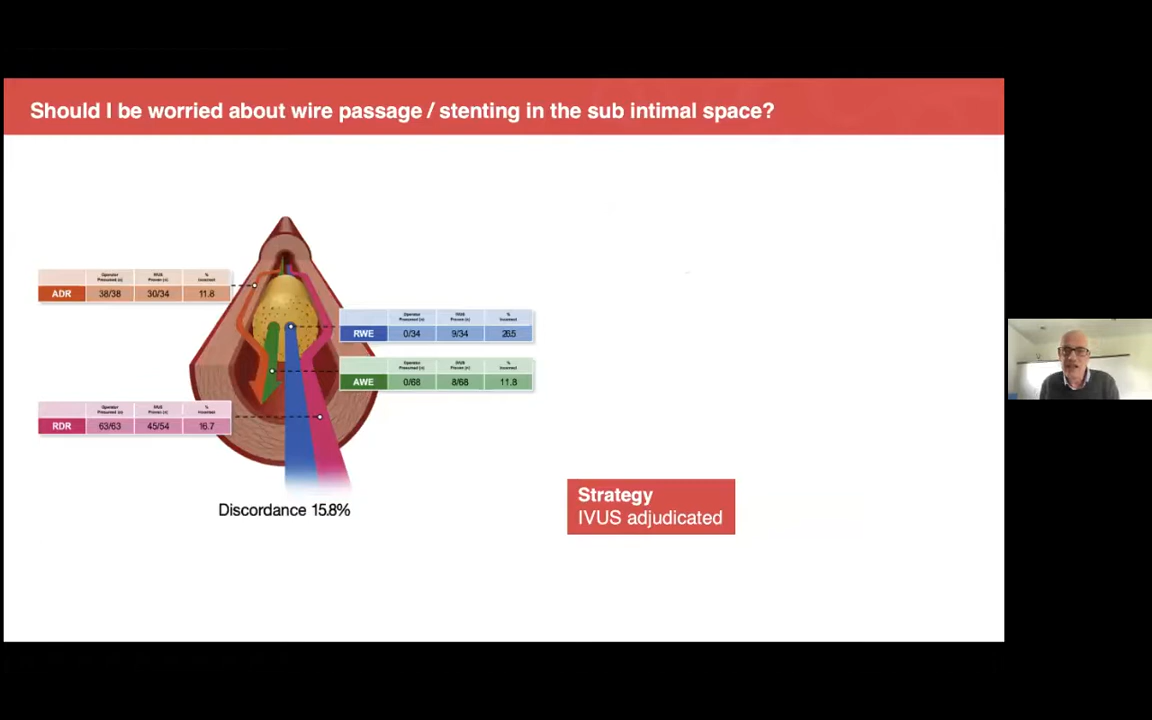 Should I be worried about wire passage / stenting in the sub intimal space?
Operator Presumed (n) IVUS Proven (n) % Incorrect
ADR 38/38 30/34 11.8
Operator Presumed (n) IVUS Proven (n) % Incorrect
RWE 0/34 9/34 26.5
Operator Presumed (n) IVUS Proven (n) % Incorrect
AWE 0/68 8/68 11.8
Operator Presumed (n) IVUS Proven (n) % Incorrect
RDR 63/63 45/54 16.7
Discordance 15.8%
Strategy
IVUS adjudicated